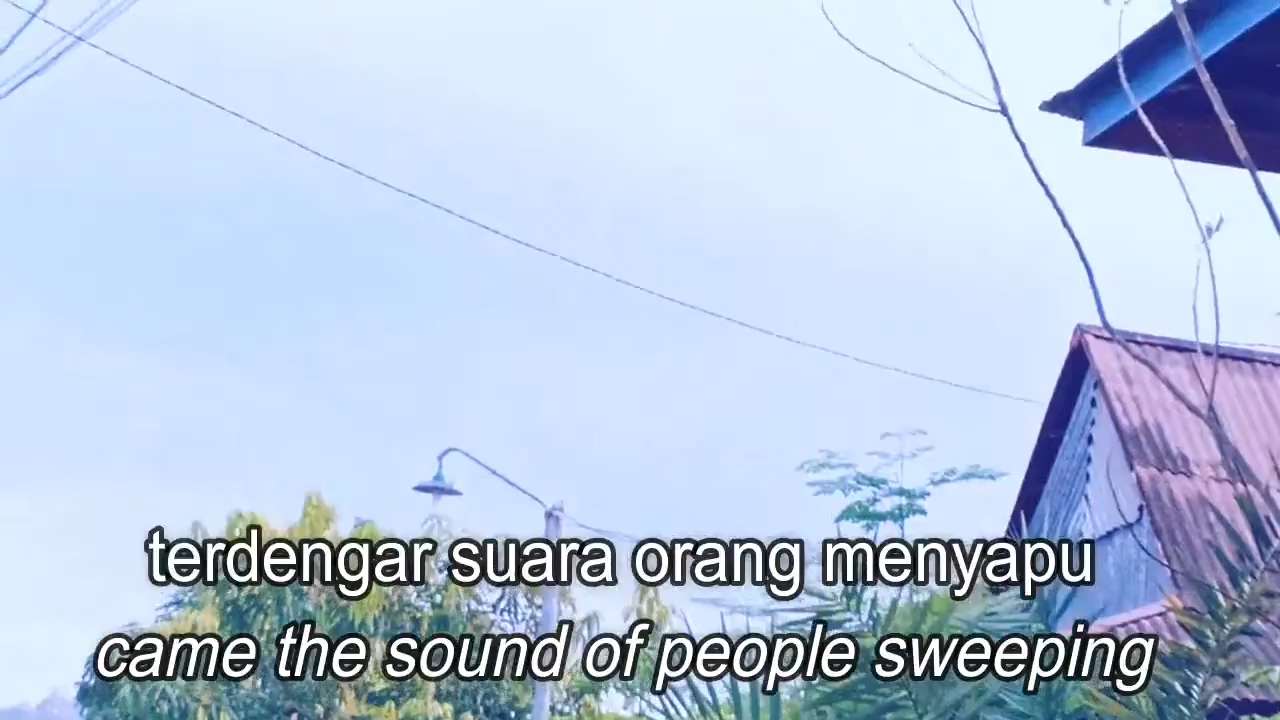 terdengar suara orang menyapu
came the sound of people sweeping